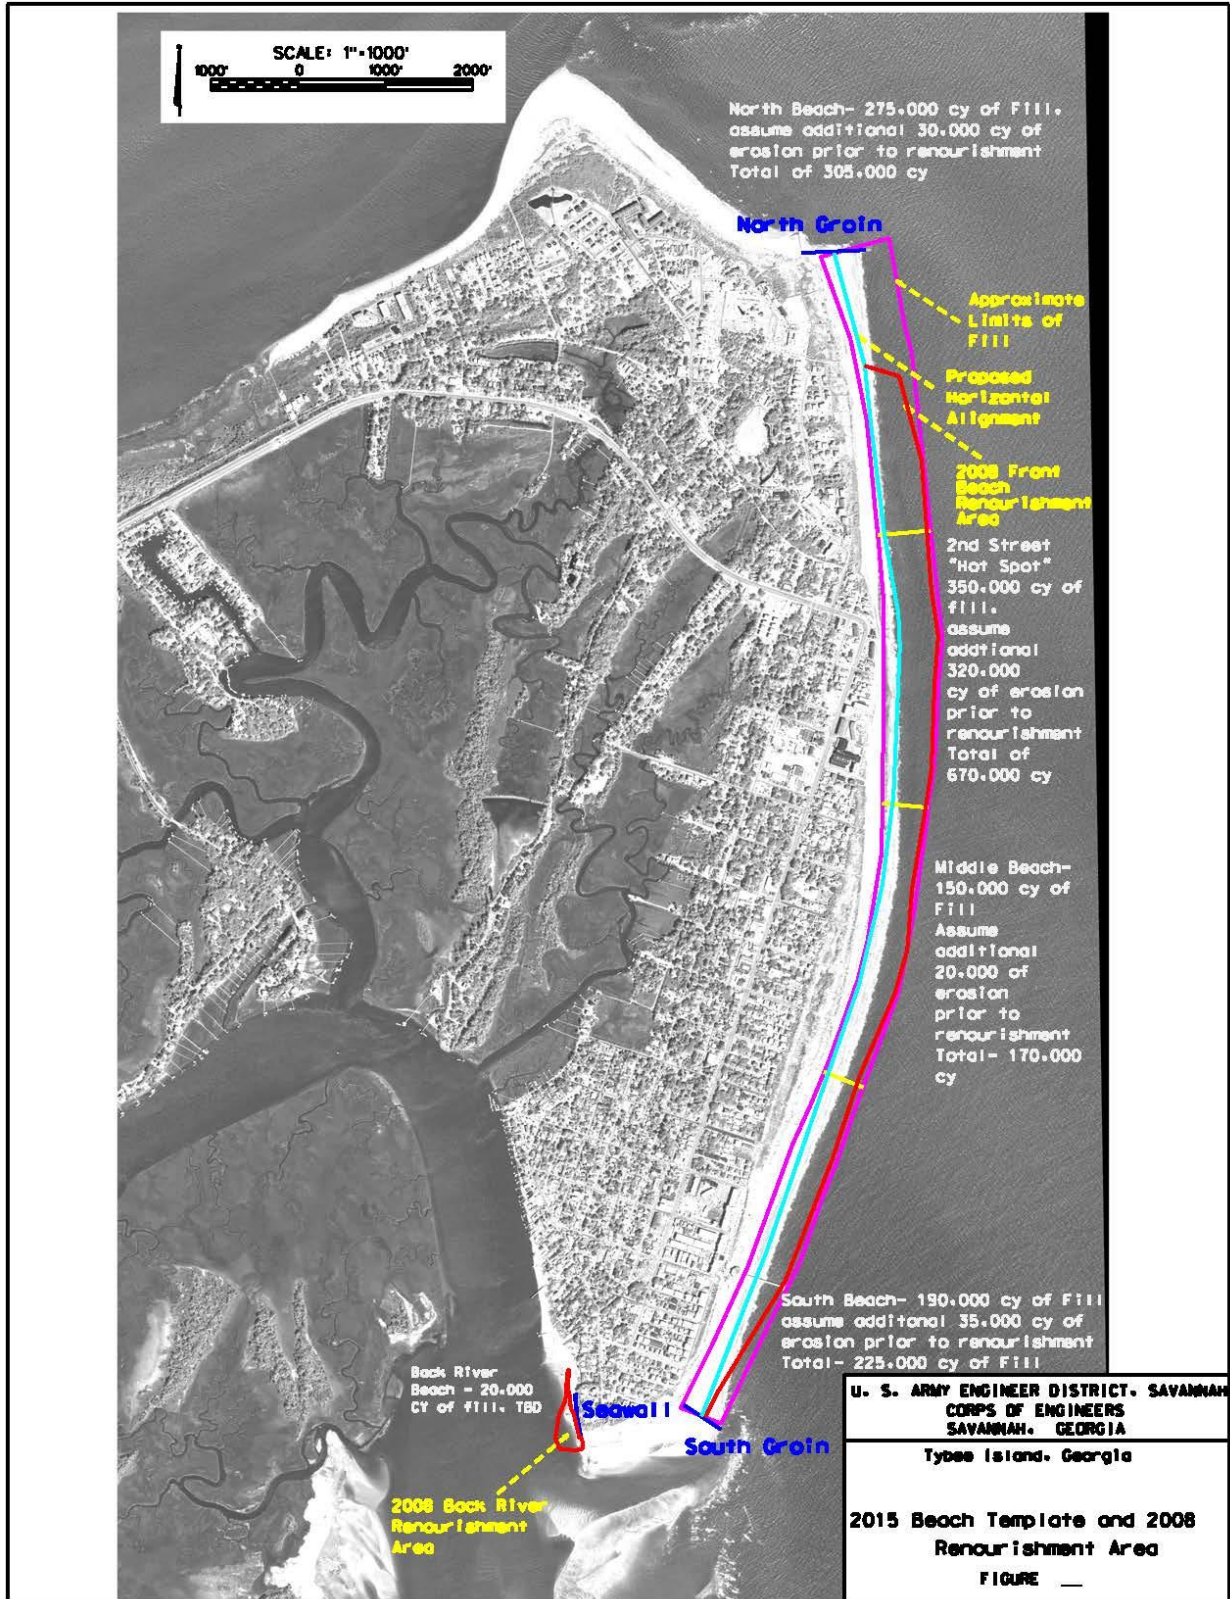 SCALE: 1"=1000'
1000' 0 1000' 2000'
North Beach- 275.000 cy of Fill.
assume additional 30.000 cy of
erosion prior to renourishment
Total of 305.000 cy
North Groin
Approximate
Limits of
Fill
Proposed
Horizontal
Alignment
2008 Front
Beach
Renourishment
Area
2nd Street
"Hot Spot"
350.000 cy of
fill.
assume
addtional
320.000
cy of erosion
prior to
renourishment
Total of
670.000 cy
Middle Beach-
150.000 cy of
Fill
Assume
additional
20.000 of
erosion
prior to
renourishment
Total- 170.000
cy
South Beach- 190.000 cy of Fill
assume additonal 35.000 cy of
erosion prior to renourishment
Total- 225.000 cy of Fill
Back River
Beach - 20.000
CY of fill. TBD
Seawall
South Groin
2008 Back River
Renourishment
Area
U. S. ARMY ENGINEER DISTRICT. SAVANNAH
CORPS OF ENGINEERS
SAVANNAH. GEORGIA
Tybee Island. Georgia
2015 Beach Template and 2008
Renourishment Area
FIGURE __